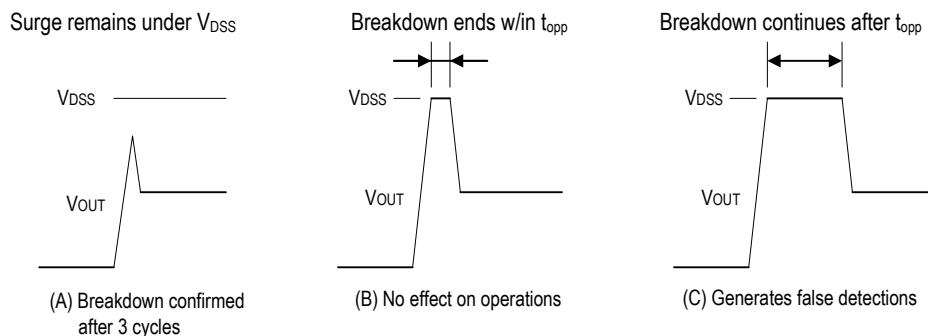 Surge remains under VDSS
Breakdown ends w/in topp
Breakdown continues after topp
VDSS
VOUT
(A) Breakdown confirmed
after 3 cycles
VDSS
VOUT
(B) No effect on operations
VDSS
VOUT
(C) Generates false detections